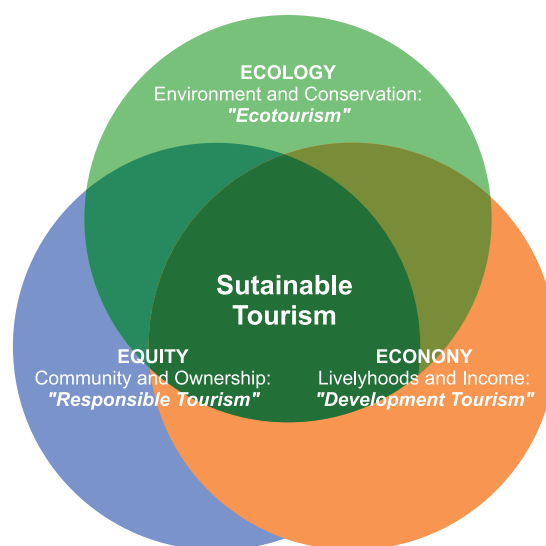 ECOLOGY
Environment and Conservation:
"Ecotourism"
Sutainable
Tourism
EQUITY
Community and Ownership:
"Responsible Tourism"
ECONONY
Livelyhoods and Income:
"Development Tourism"